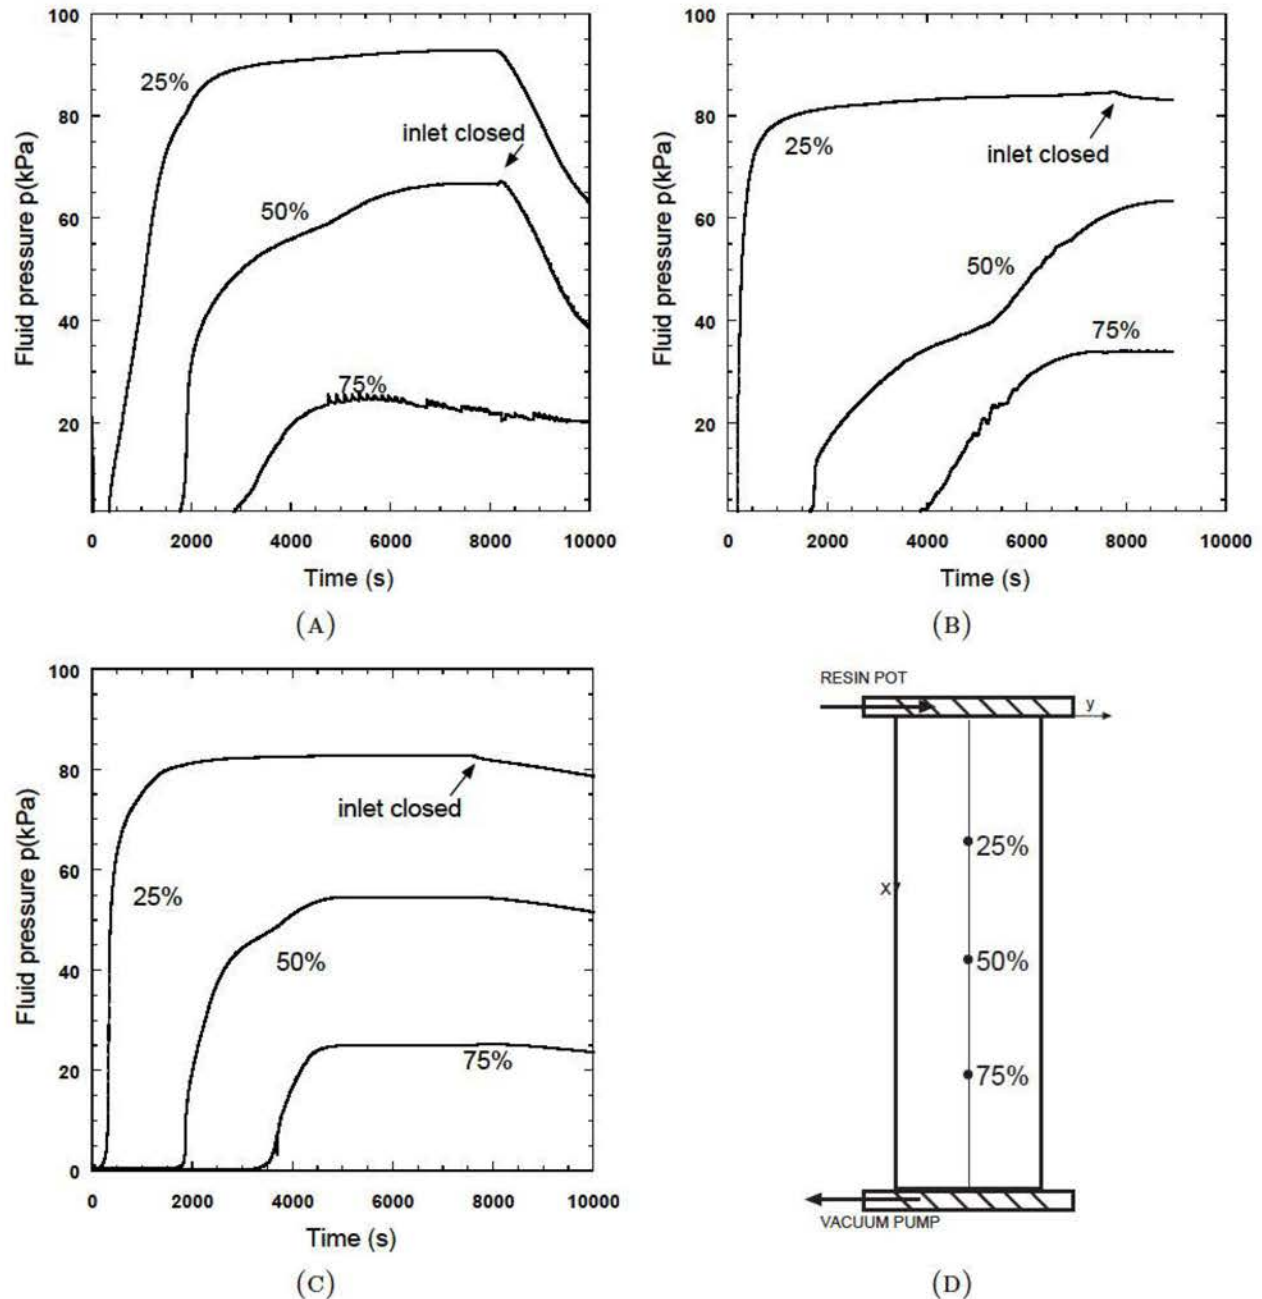 100
80
60
40
20
0 2000 4000 6000 8000 10000
Fluid pressure p(kPa)
Time (s)
25%
50%
75%
inlet closed
(A)
100
80
60
40
20
0 2000 4000 6000 8000 10000
Fluid pressure p(kPa)
Time (s)
25%
50%
75%
inlet closed
(B)
100
80
60
40
20
0
0 2000 4000 6000 8000 10000
Fluid pressure p(kPa)
Time (s)
25%
50%
75%
inlet closed
(C)
RESIN POT
y
25%
X
50%
75%
VACUUM PUMP
(D)